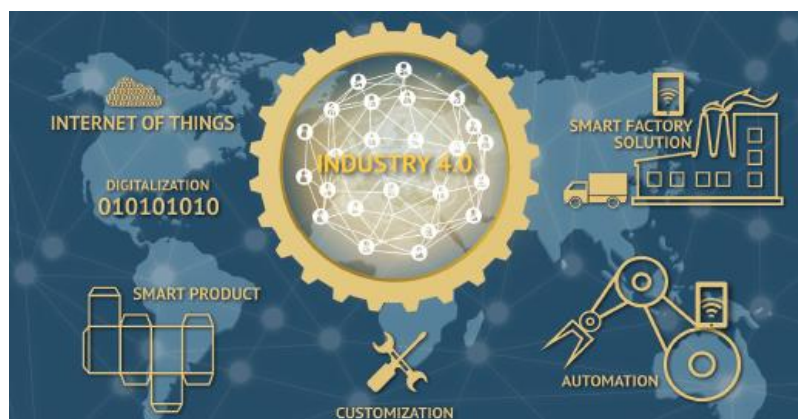 INDUSTRY 4.0
INTERNET OF THINGS
DIGITALIZATION
010101010
SMART PRODUCT
CUSTOMIZATION
SMART FACTORY
SOLUTION
AUTOMATION